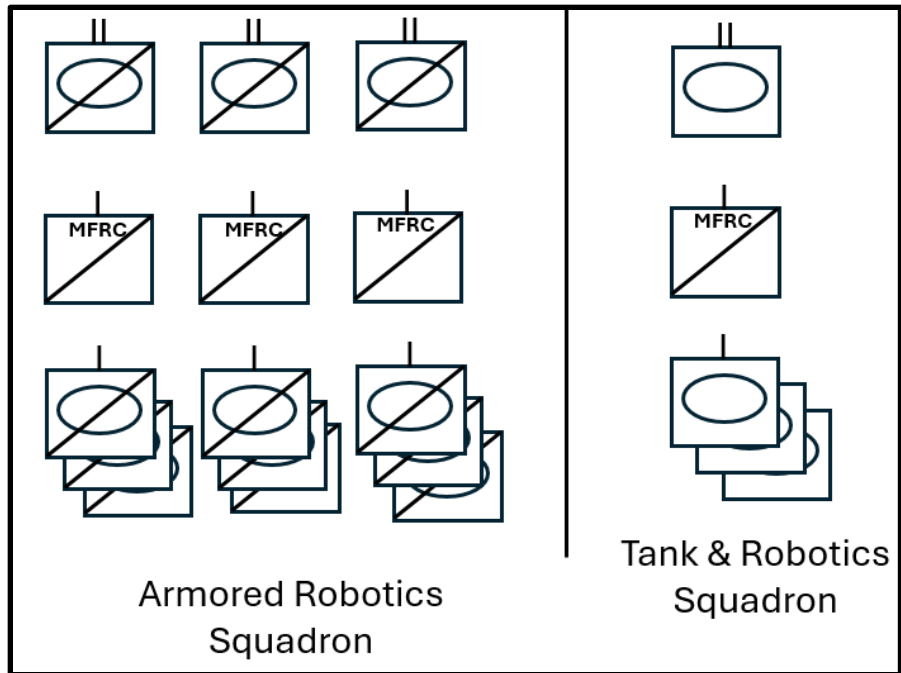 MFRC
MFRC
MFRC
MFRC
Armored Robotics
Squadron
Tank & Robotics
Squadron